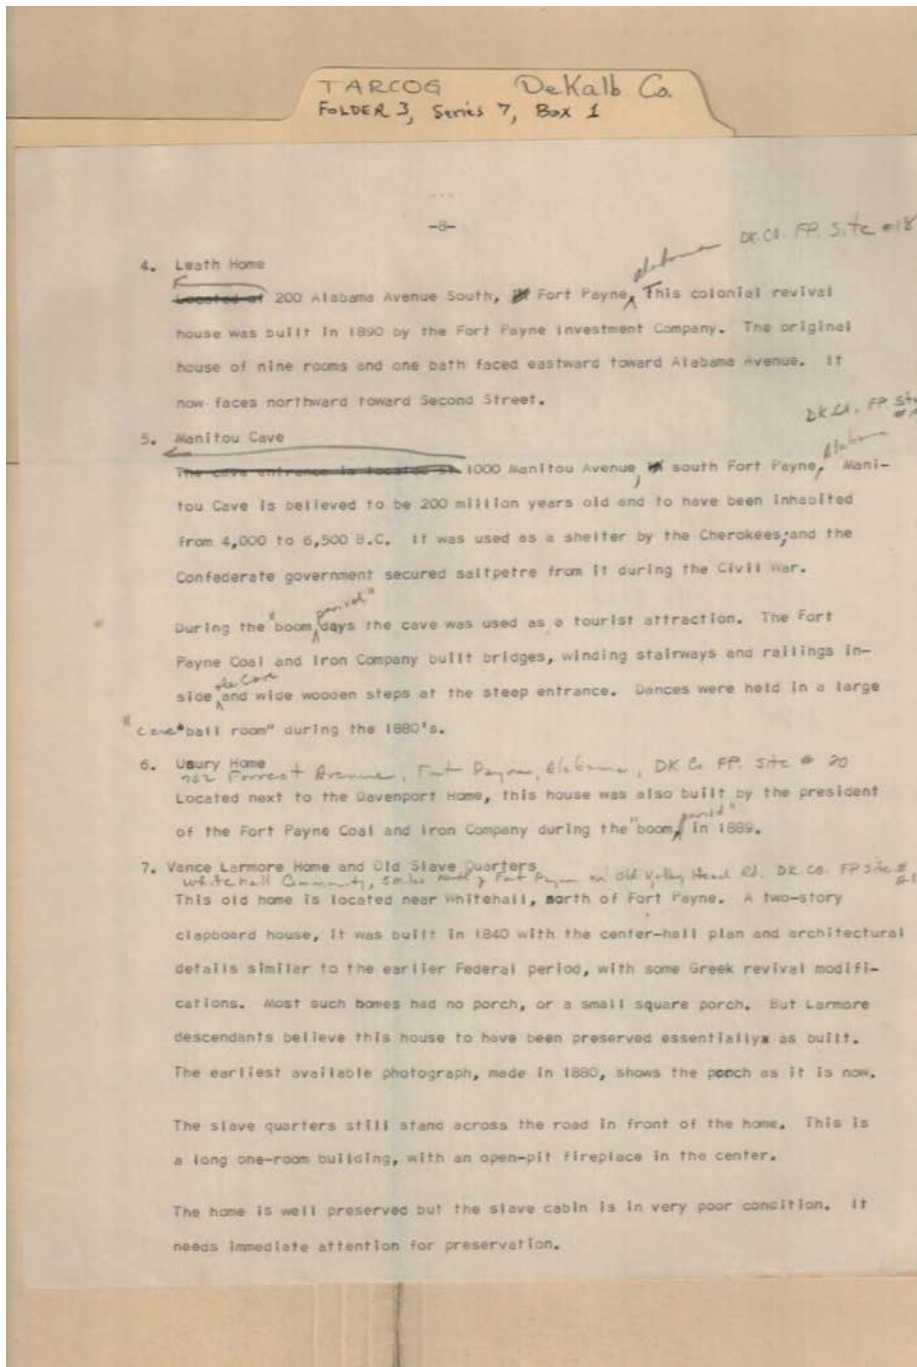 TARCOG DeKalb Co
FOLDER 3, Series 7, Box 1
-8-
DK.CO. FP. Site #18
4. Leath Home
Alabama
Located at 200 Alabama Avenue South, Fort Payne, This colonial revival
house was built in 1890 by the Fort Payne Investment Company. The original
house of nine rooms and one bath faced eastward toward Alabama Avenue. It
now faces northward toward Second Street.
DK.CO. FP Site
5. Manitou Cave
Alabama
The cave entrance is located at 1000 Manitou Avenue, south Fort Payne, Mani-
tou Cave is believed to be 200 million years old and to have been inhabited
from 4,000 to 6,500 B.C. It was used as a shelter by the Cherokees; and the
Confederate government secured saltpetre from it during the Civil War.
period"
During the "boom days the cave was used as a tourist attraction. The Fort
Payne Coal and Iron Company built bridges, winding stairways and railings in-
the Cave
side, and wide wooden steps at the steep entrance. Dances were held in a large
"cave "ball room" during the 1880's.
6. Usury Home
702 Forrest Avenue, Fort Payne, Alabama, DK Co FP. Site # 20
Located next to the Davenport Home, this house was also built by the president
period"
of the Fort Payne Coal and Iron Company during the "boom, in 1889.
7. Vance Larmore Home and Old Slave Quarters
Whitehall Community, 5 miles North of Fort Payne on Old Valley Head Rd. DK. CO. FP Site #
This old home is located near Whitehall, north of Fort Payne. A two-story
clapboard house, it was built in 1840 with the center-hall plan and architectural
details similar to the earlier Federal period, with some Greek revival modifi-
cations. Most such homes had no porch, or a small square porch. But Larmore
descendants believe this house to have been preserved essentially as built.
The earliest available photograph, made in 1880, shows the porch as it is now.
The slave quarters still stand across the road in front of the home. This is
a long one-room building, with an open-pit fireplace in the center.
The home is well preserved but the slave cabin is in very poor condition. It
needs immediate attention for preservation.